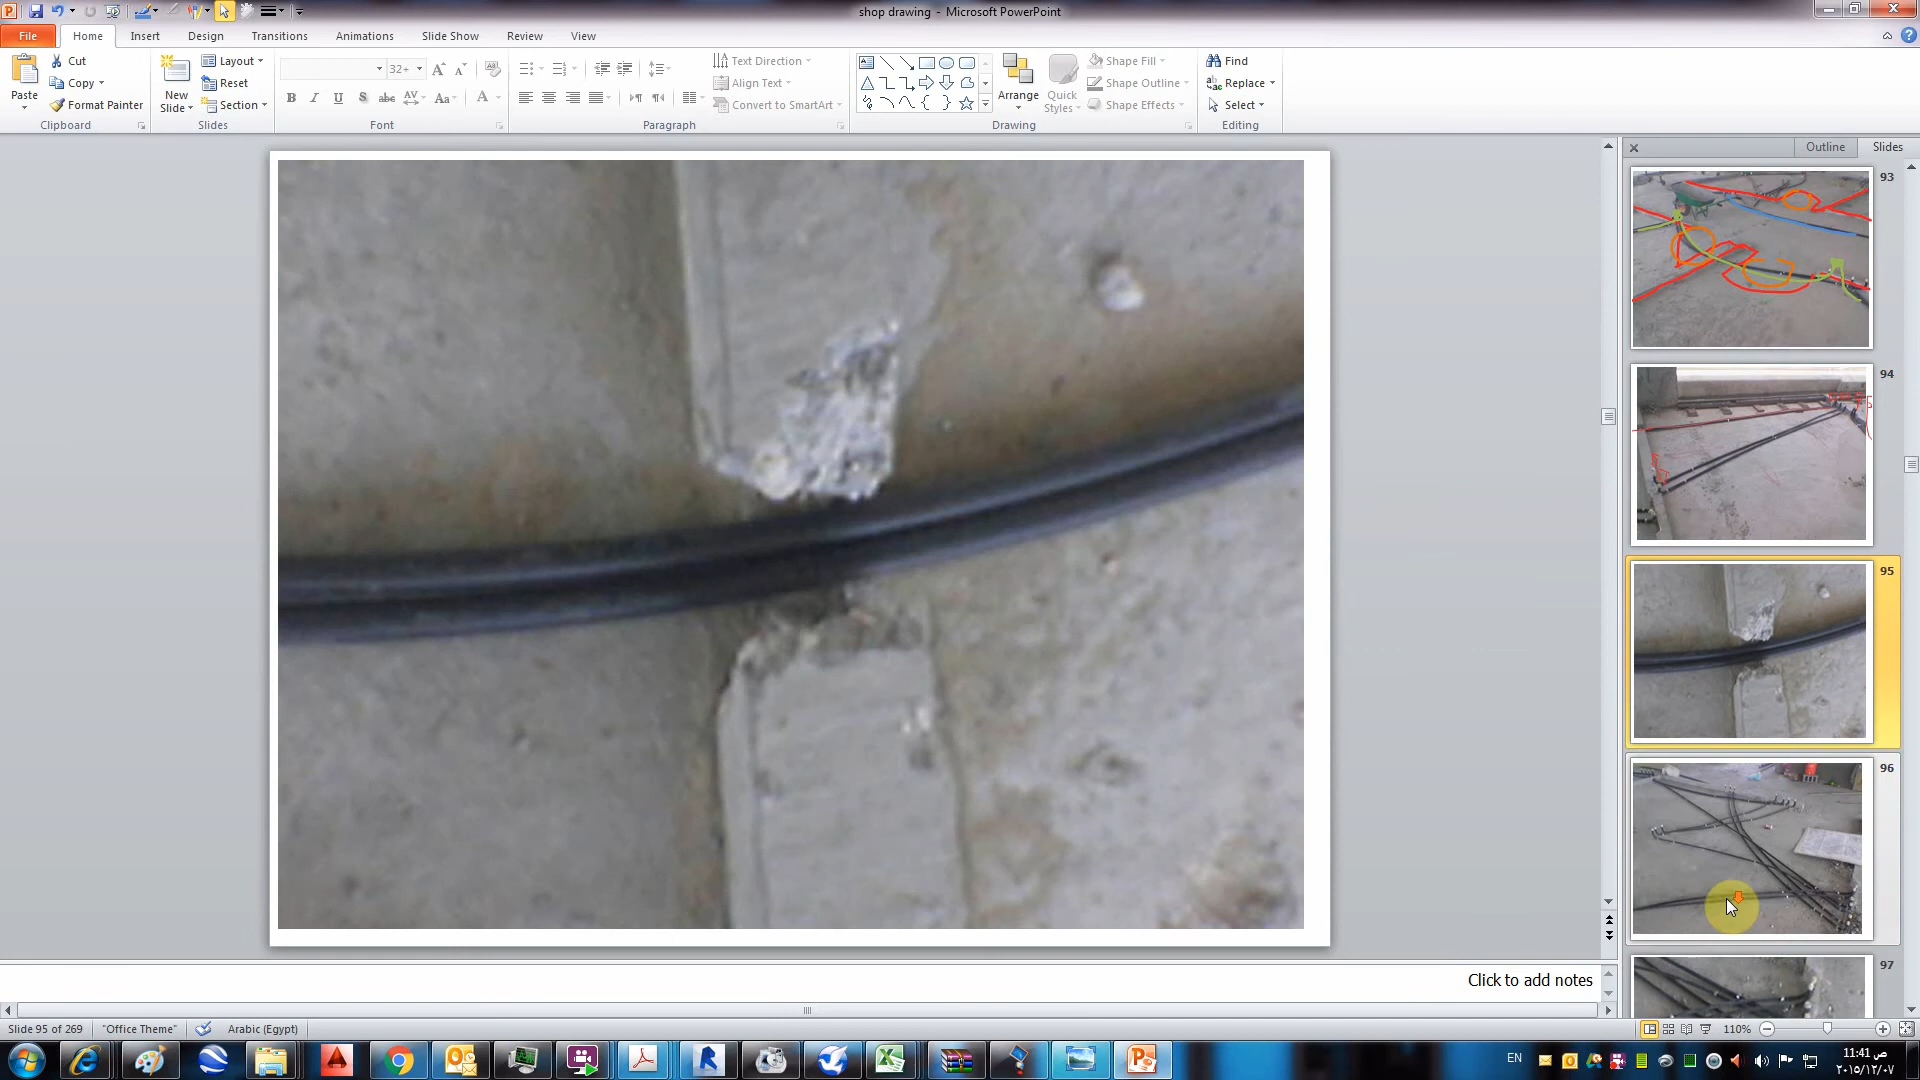 shop drawing - Microsoft PowerPoint
File Home Insert Design Transitions Animations Slide Show Review View
Paste
Cut
Copy
Format Painter
Clipboard
New Slide
Layout
Reset
Section
Slides
32+
Font
Text Direction
Align Text
Convert to SmartArt
Paragraph
Arrange
Quick Styles
Shape Fill
Shape Outline
Shape Effects
Drawing
Find
Replace
Select
Editing
Outline Slides
93
94
95
96
97
Click to add notes
Slide 95 of 269 "Office Theme" Arabic (Egypt) 110%
EN
11:41 ص
٢٠١٥/١٢/٠٧